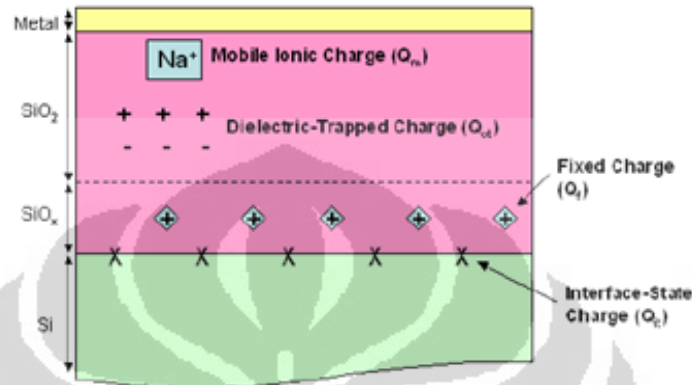 Metal
Na⁺ Mobile Ionic Charge (Qₘ)
SiO₂
+ + +
Dielectric-Trapped Charge (Qₒₜ)
- - -
Fixed Charge
(Q_f)
SiOₓ
+ + + + +
X X X X X
Interface-State
Charge (Qᵢₜ)
Si